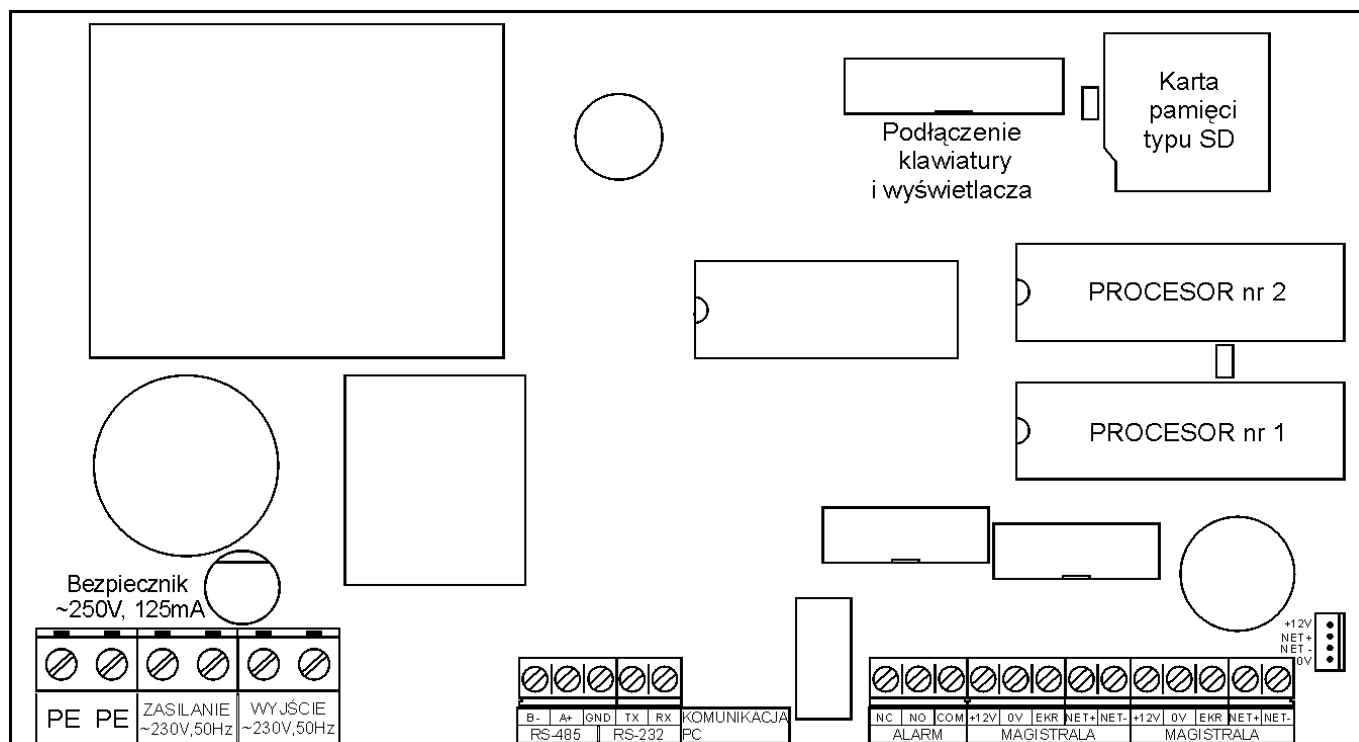 Karta
pamięci
typu SD
Podłączenie
klawiatury
i wyświetlacza
PROCESOR nr 2
PROCESOR nr 1
Bezpiecznik
~250V, 125mA
PE PE
ZASILANIE
~230V,50Hz
WYJŚCIE
~230V,50Hz
B- A+ GND TX RX
RS-485 RS-232
KOMUNIKACJA
PC
+12V
NET+
NET -
0V
NC NO COM +12V 0V EKR NET+ NET- +12V 0V EKR NET+ NET-
ALARM MAGISTRALA MAGISTRALA